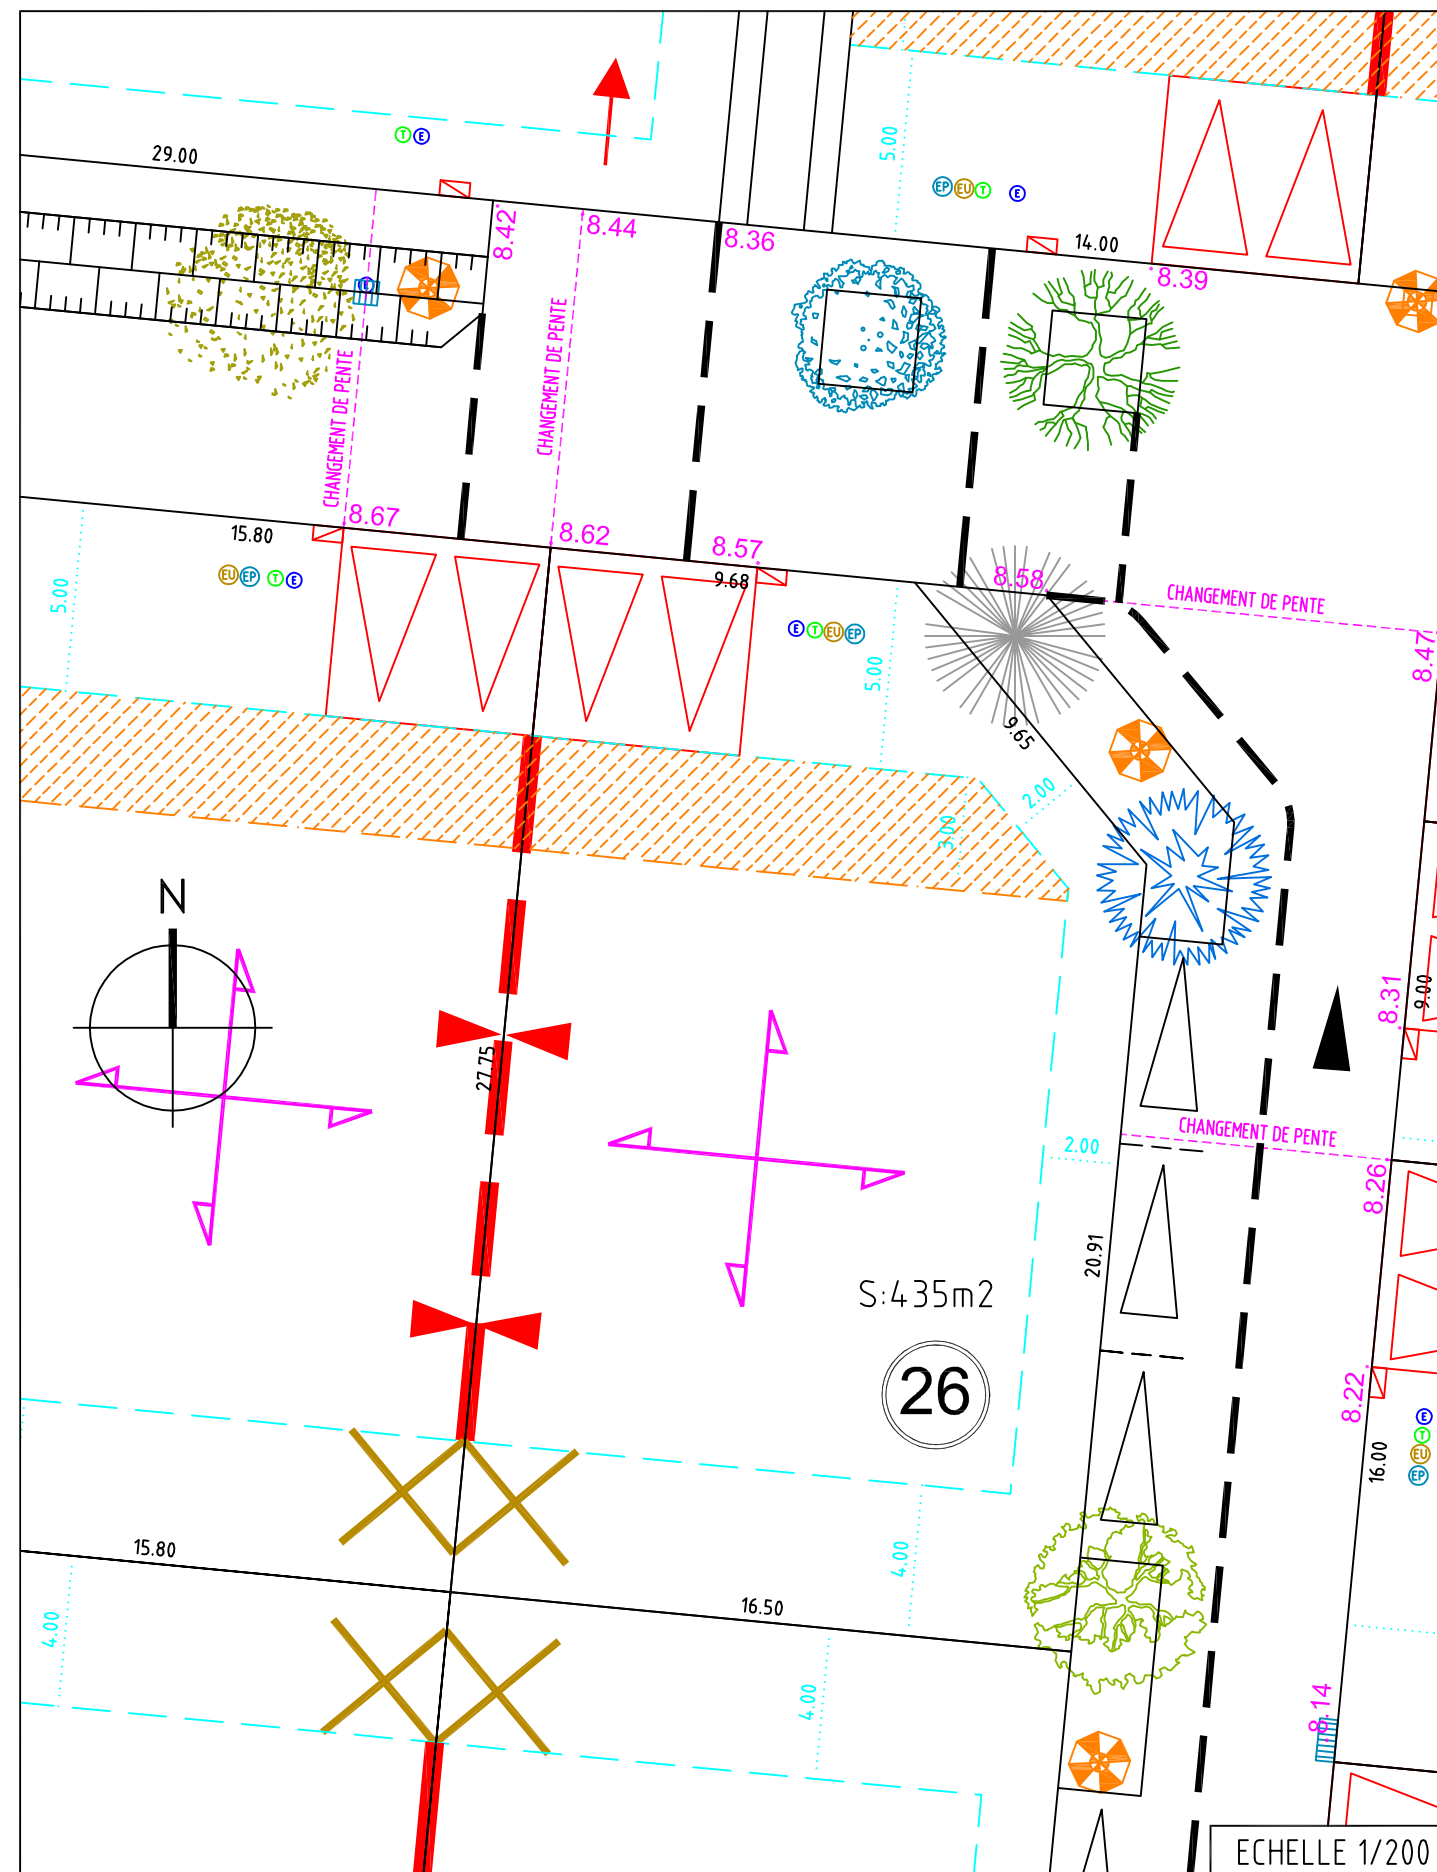 29.00
T E
5.00
EP EU T E
14.00
8.42
8.44
8.36
8.39
E
CHANGEMENT DE PENTE
CHANGEMENT DE PENTE
8.67
8.62
8.57
8.58
15.80
9.68
EU EP T E
E T EU EP
5.00
5.00
CHANGEMENT DE PENTE
8.47
9.65
2.00
3.00
N
8.31
9.00
27.75
CHANGEMENT DE PENTE
2.00
8.26
20.91
S:435m2
26
8.22
E
T
EU
EP
16.00
15.80
4.00
16.50
4.00
4.00
8.14
ECHELLE 1/200